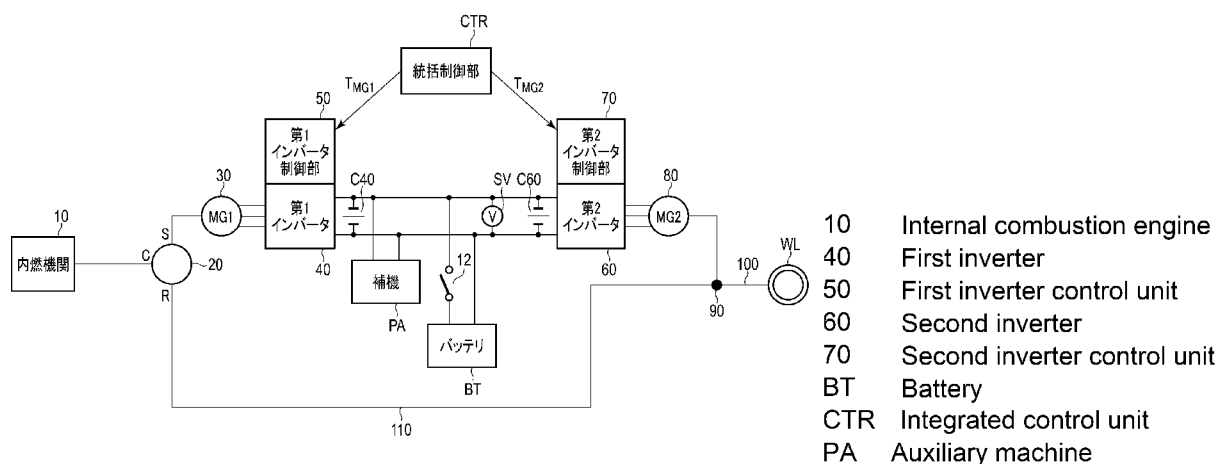 CTR
統括制御部
TMG1
TMG2
50
第1
インバータ
制御部
70
第2
インバータ
制御部
30
MG1
C40
SV
V
C60
80
MG2
第1
インバータ
40
第2
インバータ
60
10
内燃機関
S
C
R
20
補機
PA
12
バッテリ
BT
WL
100
90
110
10 Internal combustion engine
40 First inverter
50 First inverter control unit
60 Second inverter
70 Second inverter control unit
BT Battery
CTR Integrated control unit
PA Auxiliary machine